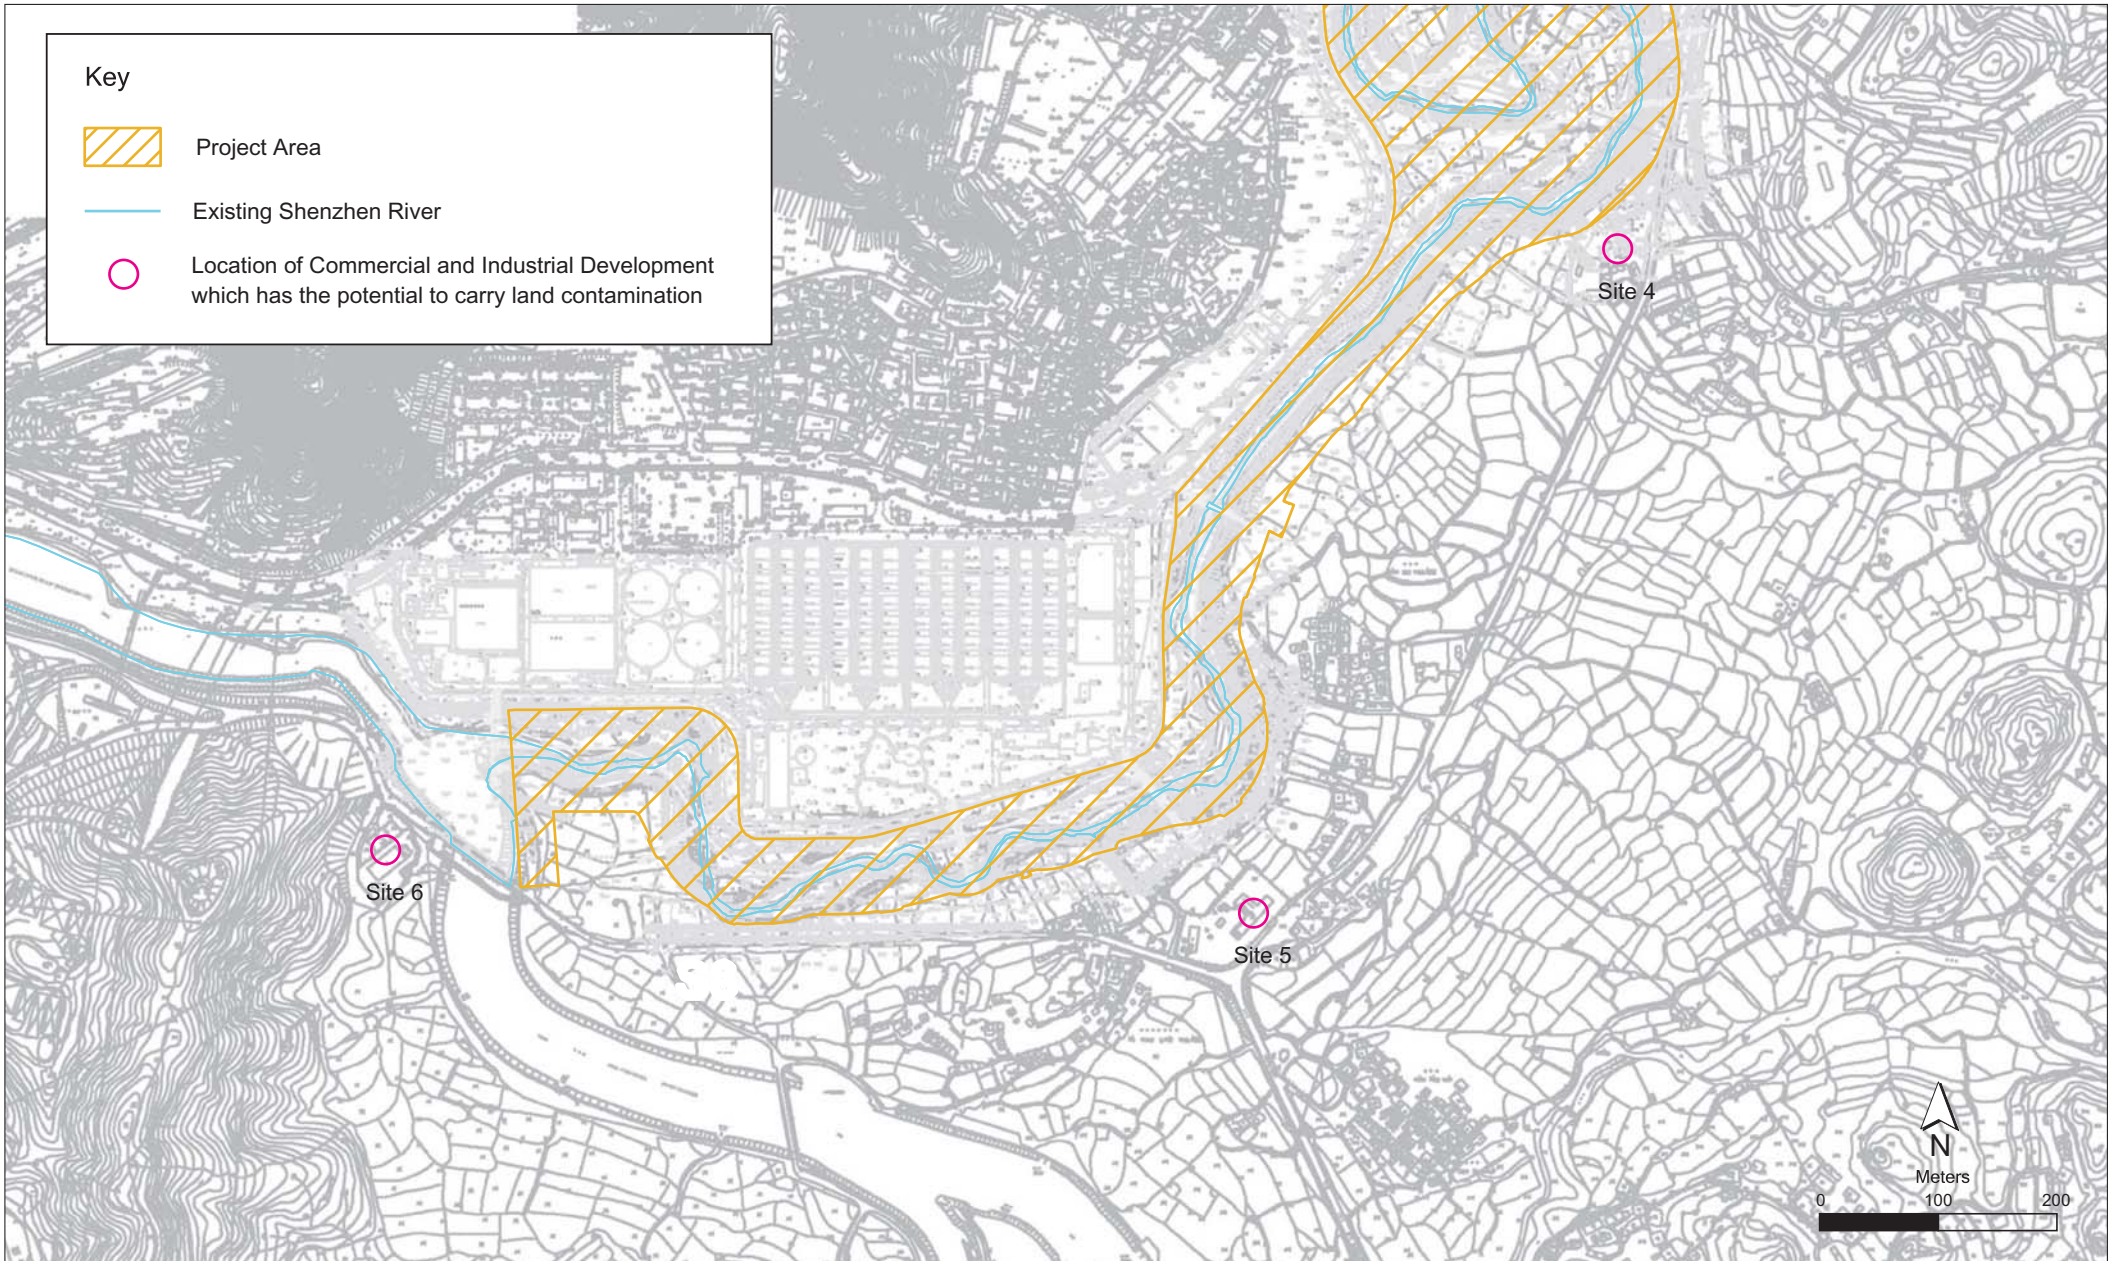 Key
Project Area
Existing Shenzhen River
Location of Commercial and Industrial Development
which has the potential to carry land contamination
Site 4
Site 6
Site 5
N
Meters
0 100 200